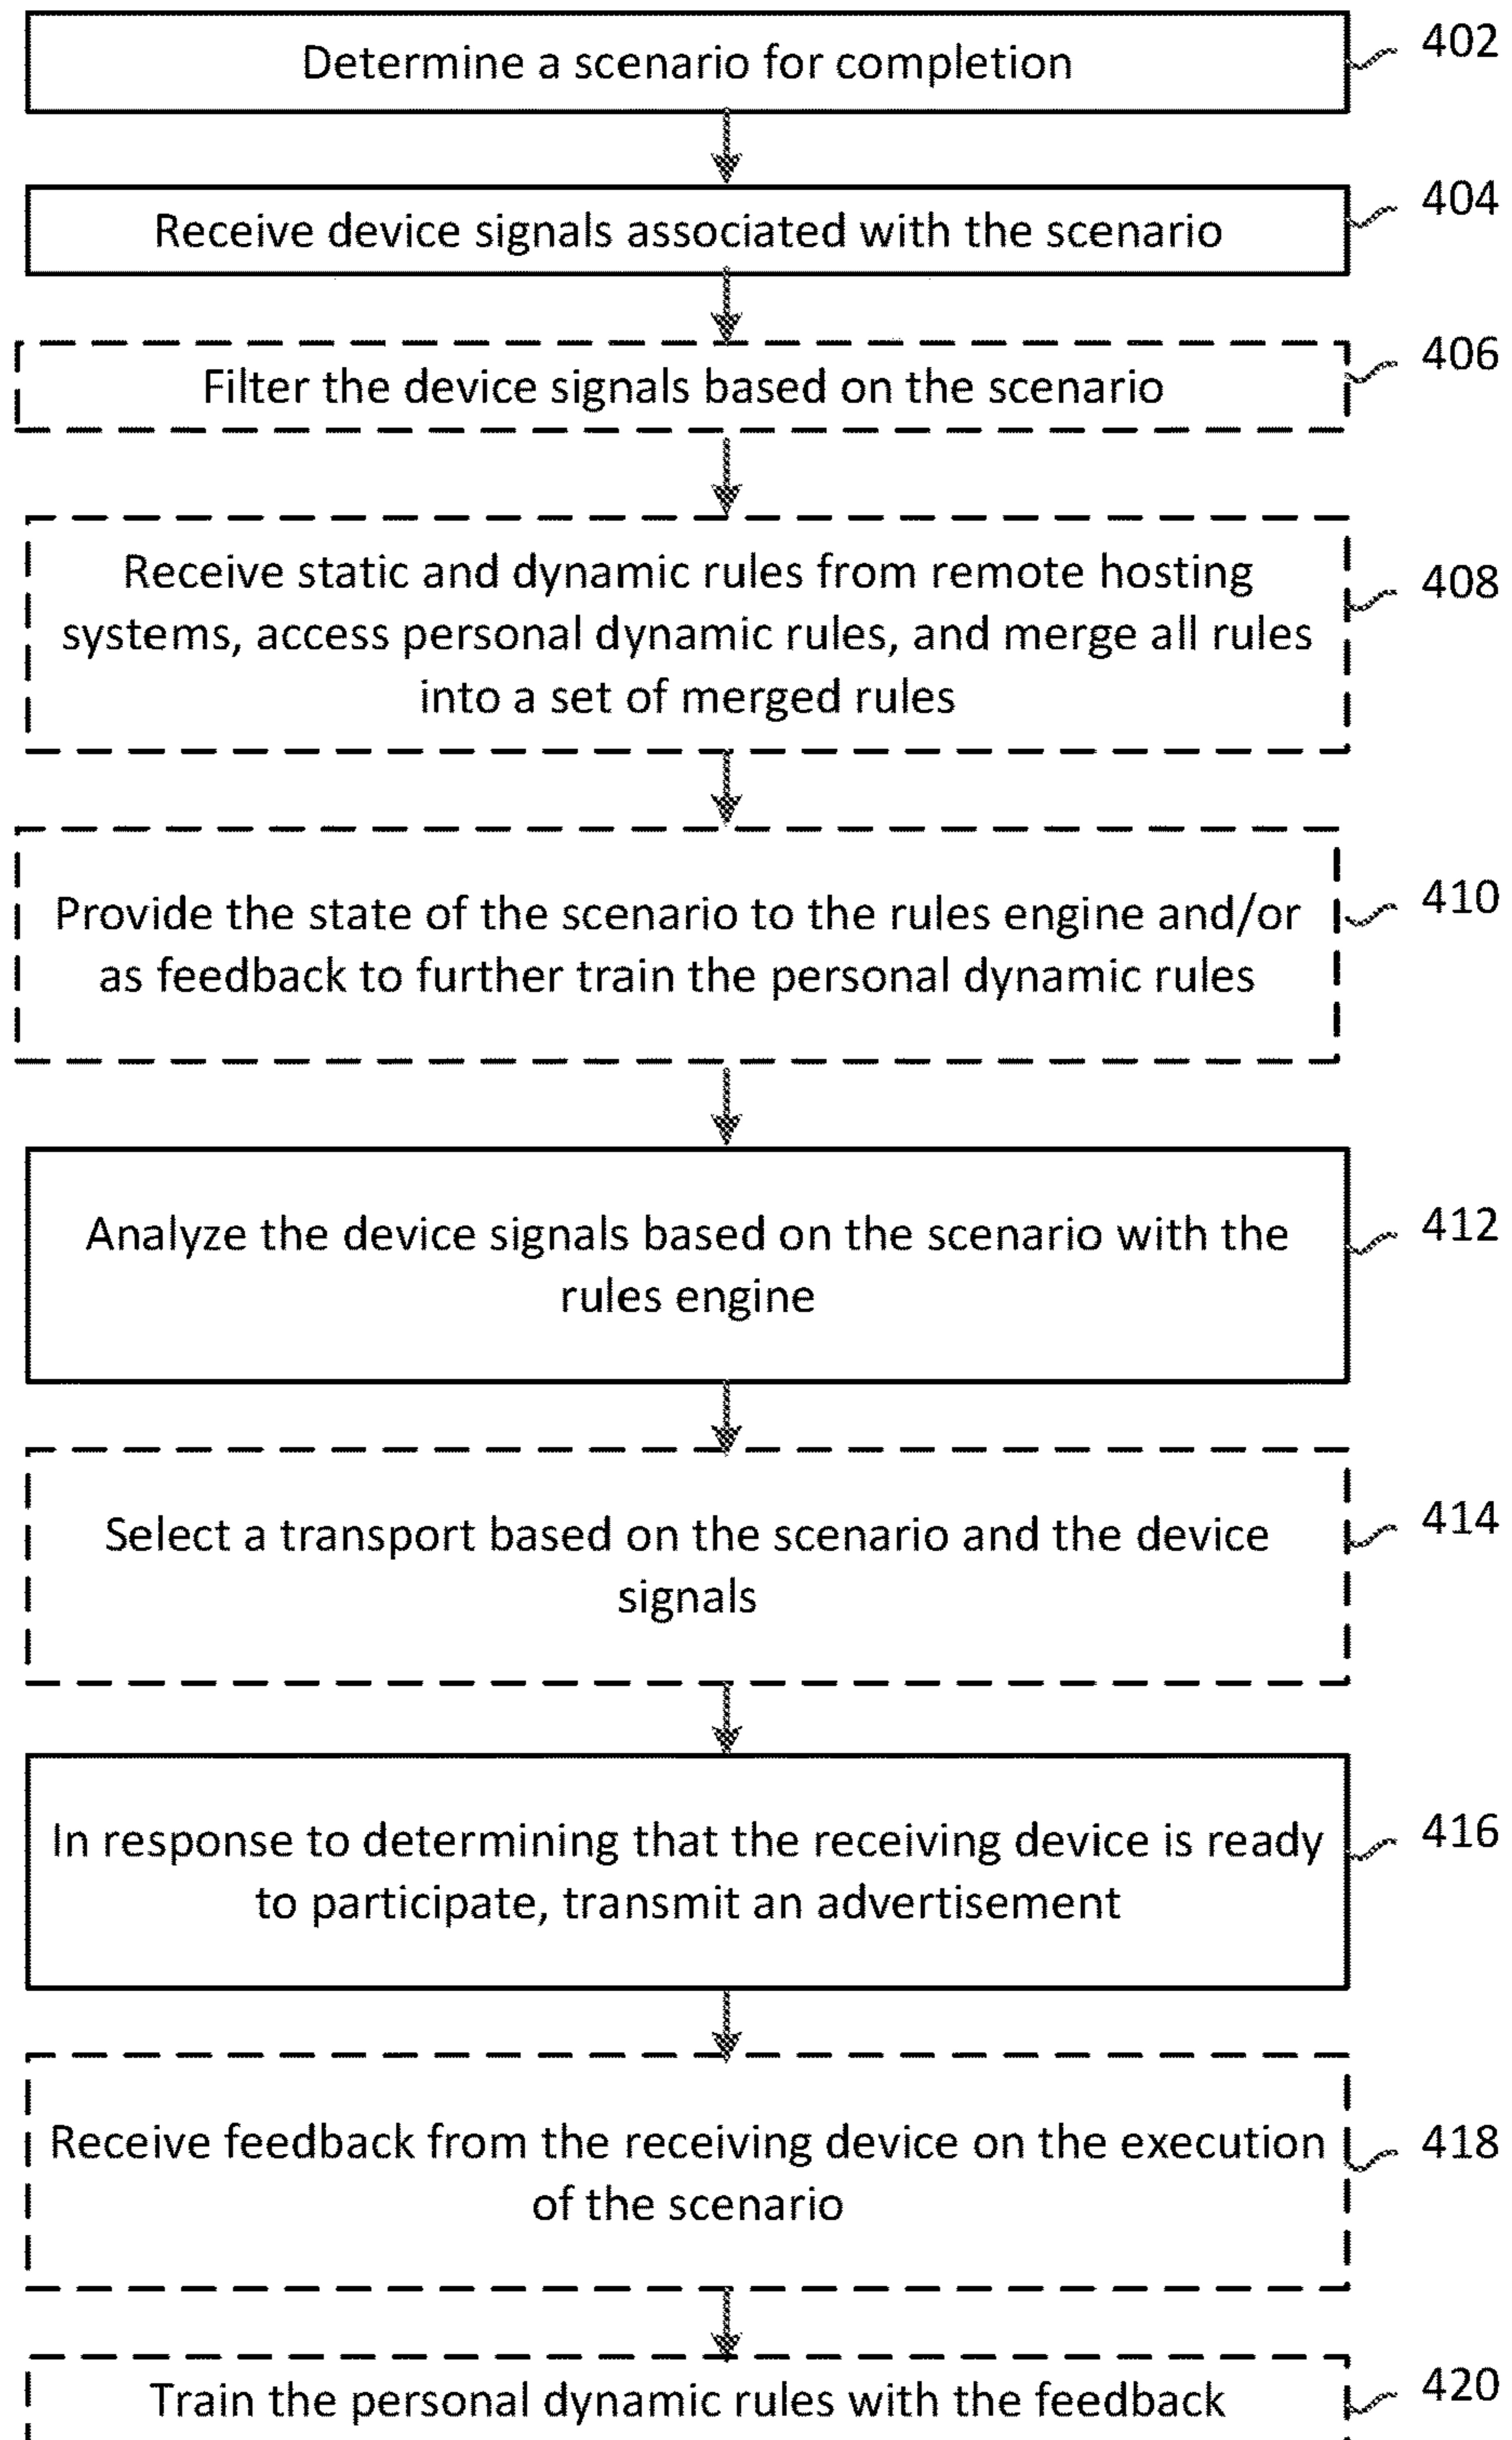 Determine a scenario for completion
402
Receive device signals associated with the scenario
404
Filter the device signals based on the scenario
406
Receive static and dynamic rules from remote hosting
systems, access personal dynamic rules, and merge all rules
into a set of merged rules
408
Provide the state of the scenario to the rules engine and/or
as feedback to further train the personal dynamic rules
410
Analyze the device signals based on the scenario with the
rules engine
412
Select a transport based on the scenario and the device
signals
414
In response to determining that the receiving device is ready
to participate, transmit an advertisement
416
Receive feedback from the receiving device on the execution
of the scenario
418
Train the personal dynamic rules with the feedback
420